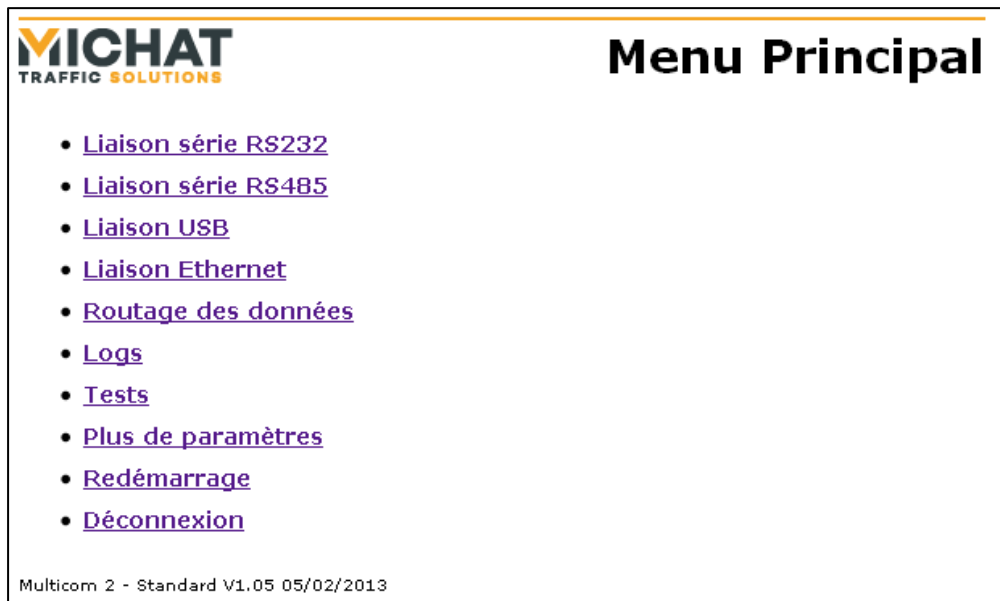 MICHAT
TRAFFIC SOLUTIONS
Menu Principal
Liaison série RS232
Liaison série RS485
Liaison USB
Liaison Ethernet
Routage des données
Logs
Tests
Plus de paramètres
Redémarrage
Déconnexion
Multicom 2 - Standard V1.05 05/02/2013